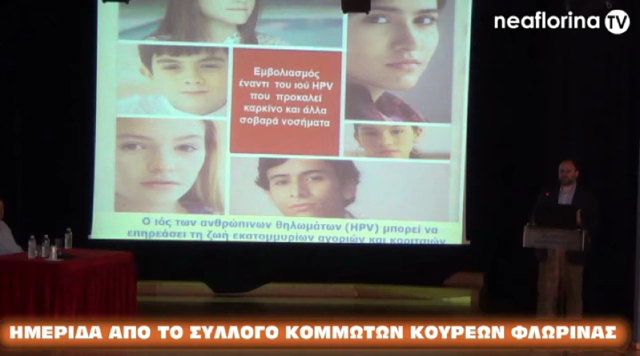 neaflorina TV
Εμβολιασμός
έναντι του ιού HPV
που προκαλεί
καρκίνο και άλλα
σοβαρά νοσήματα
Ο ιός των ανθρώπινων θηλωμάτων (HPV) μπορεί να
επηρεάσει τη ζωή εκατομμυρίων αγοριών και κοριτσιών
ΗΜΕΡΙΔΑ ΑΠΟ ΤΟ ΣΥΛΛΟΓΟ ΚΟΜΜΩΤΩΝ ΚΟΥΡΕΩΝ ΦΛΩΡΙΝΑΣ